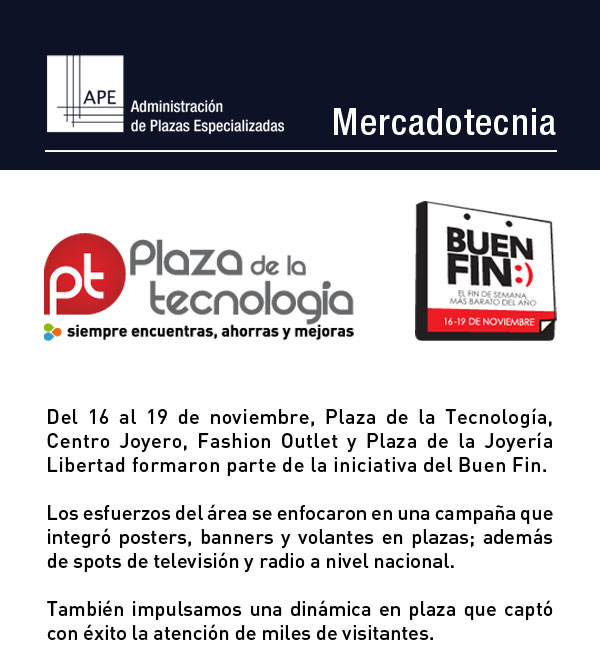 APE
Administración
de Plazas Especializadas
Mercadotecnia
pt
Plaza de la
tecnología
siempre encuentras, ahorras y mejoras
BUEN
FIN:)
EL FIN DE SEMANA
MÁS BARATO DEL AÑO
16-19 DE NOVIEMBRE
Del 16 al 19 de noviembre, Plaza de la Tecnología,
Centro Joyero, Fashion Outlet y Plaza de la Joyería
Libertad formaron parte de la iniciativa del Buen Fin.
Los esfuerzos del área se enfocaron en una campaña que
integró posters, banners y volantes en plazas; además
de spots de televisión y radio a nivel nacional.
También impulsamos una dinámica en plaza que captó
con éxito la atención de miles de visitantes.